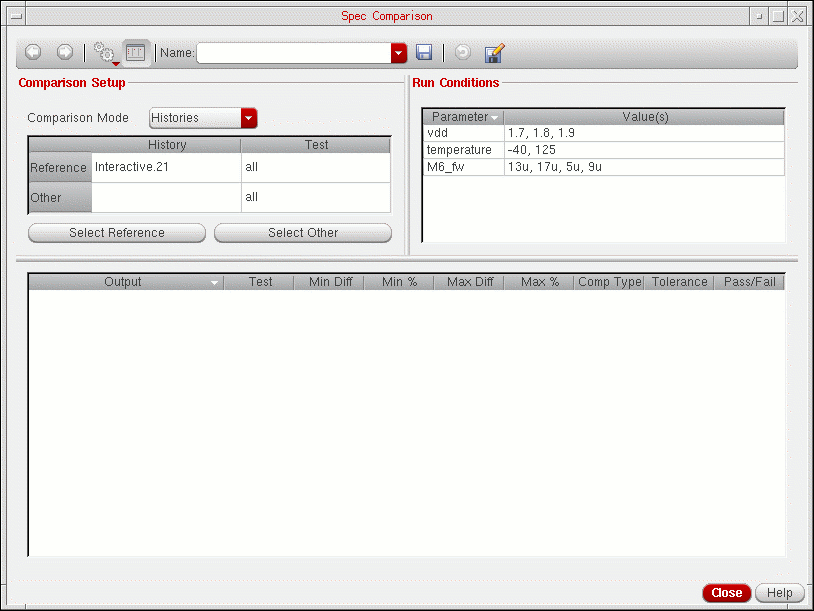 Spec Comparison
Name:
Comparison Setup
Comparison Mode Histories
History Test
Reference Interactive.21 all
Other all
Select Reference Select Other
Run Conditions
Parameter Value(s)
vdd 1.7, 1.8, 1.9
temperature -40, 125
M6_fw 13u, 17u, 5u, 9u
Output Test Min Diff Min % Max Diff Max % Comp Type Tolerance Pass/Fail
Close Help